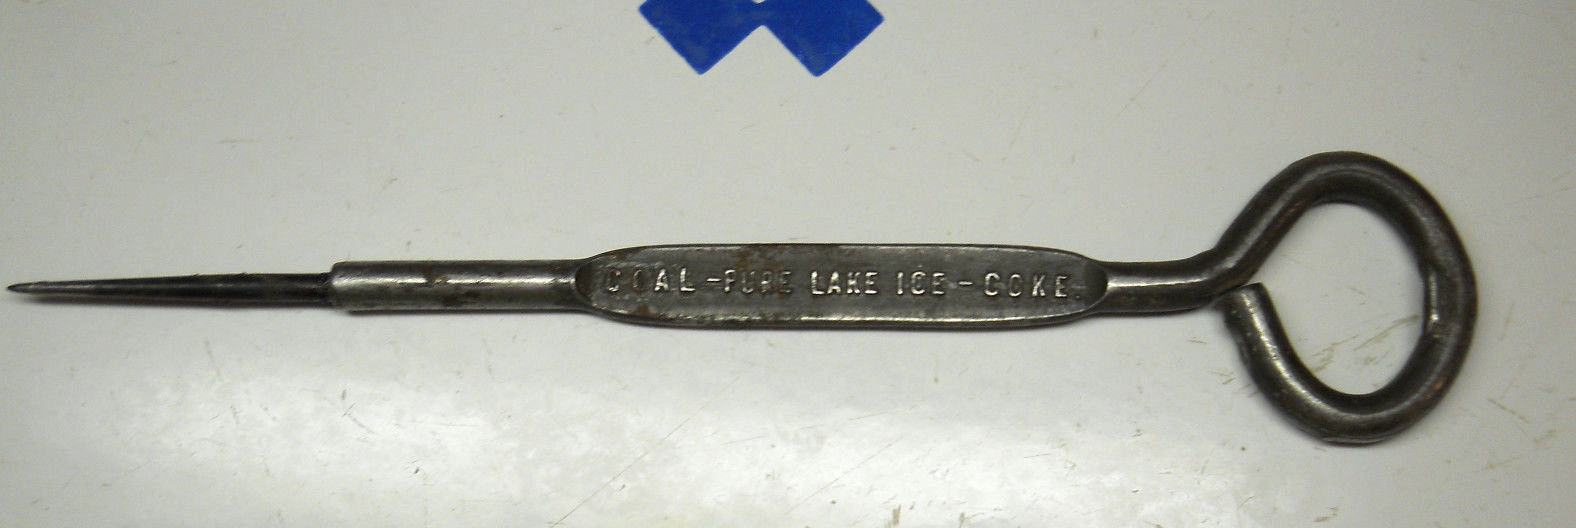 COAL - PURE LAKE ICE - COKE.